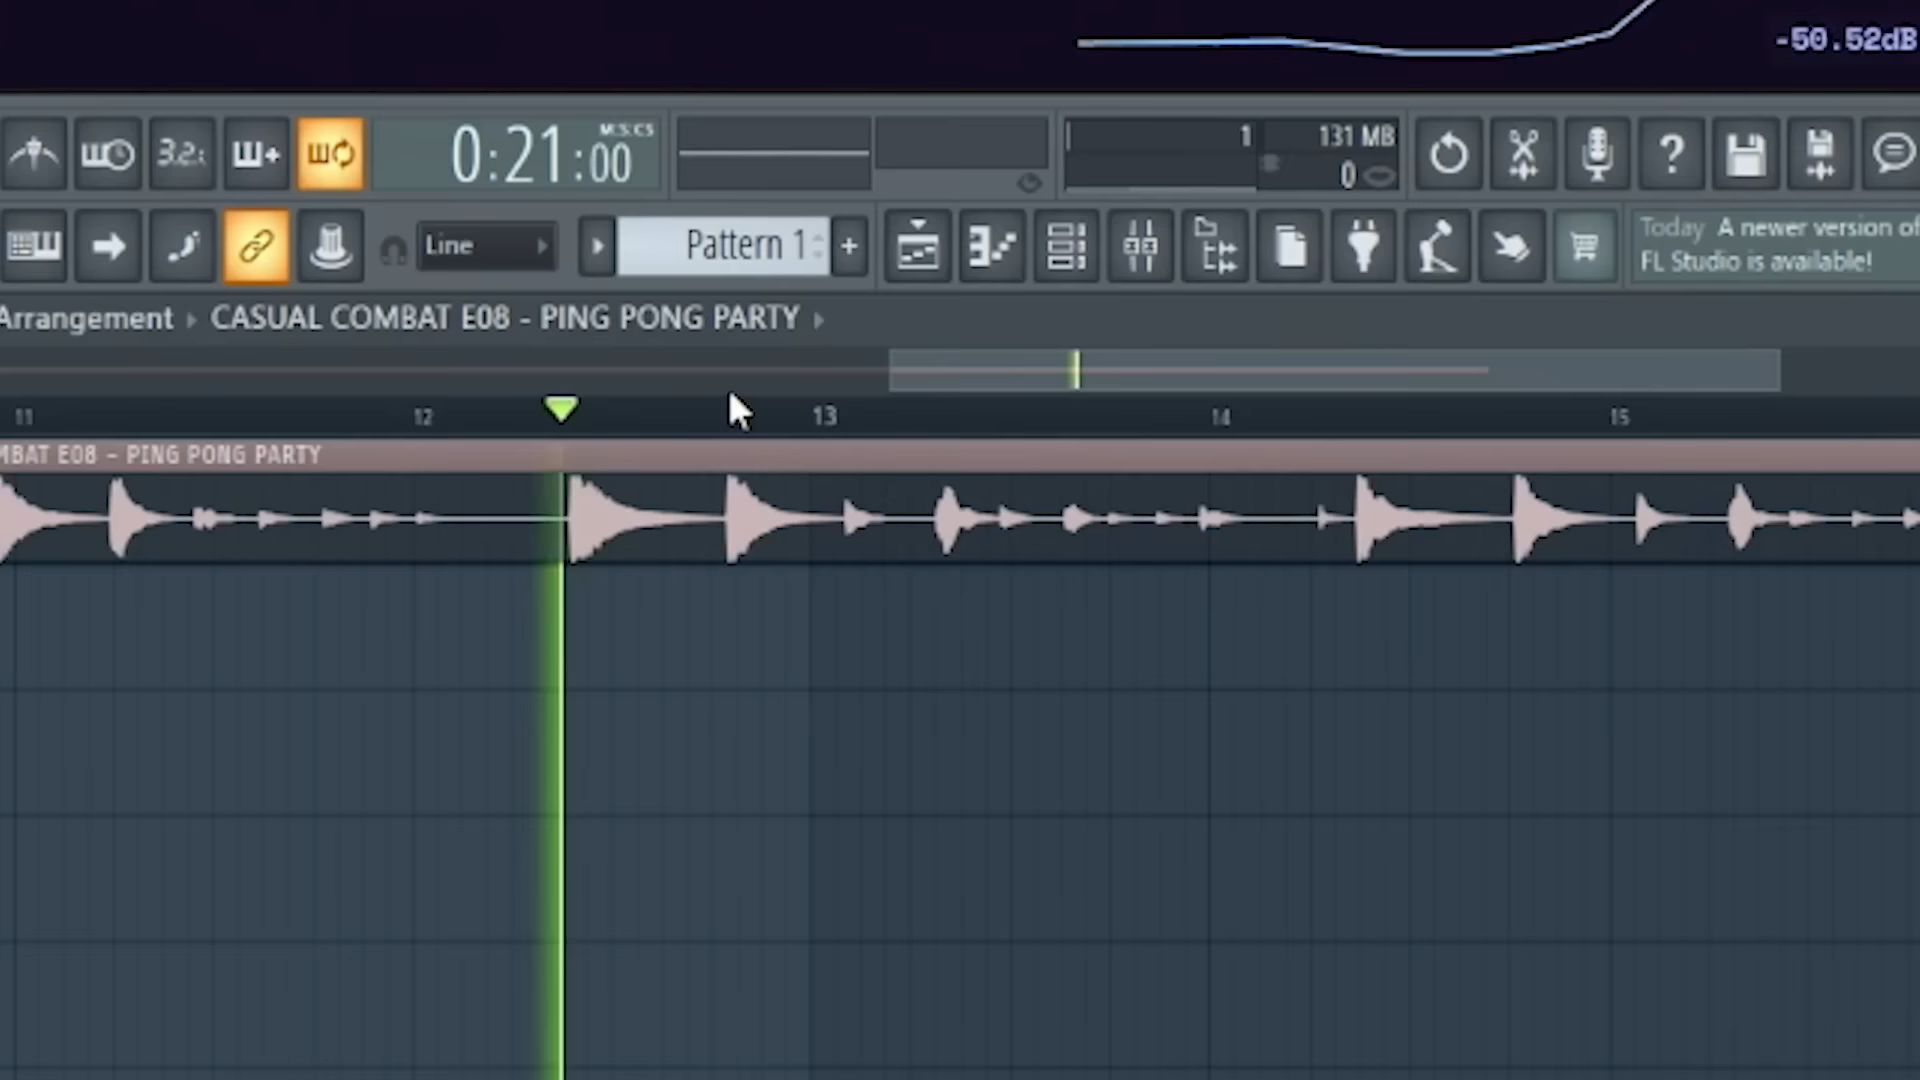 -50.52dB
3.2:
0:21:00
M:S:CS
1
131 MB
0
?
Line
Pattern 1
+
Today A newer version of
FL Studio is available!
Arrangement
CASUAL COMBAT E08 - PING PONG PARTY
11
12
13
14
15
MBAT E08 - PING PONG PARTY